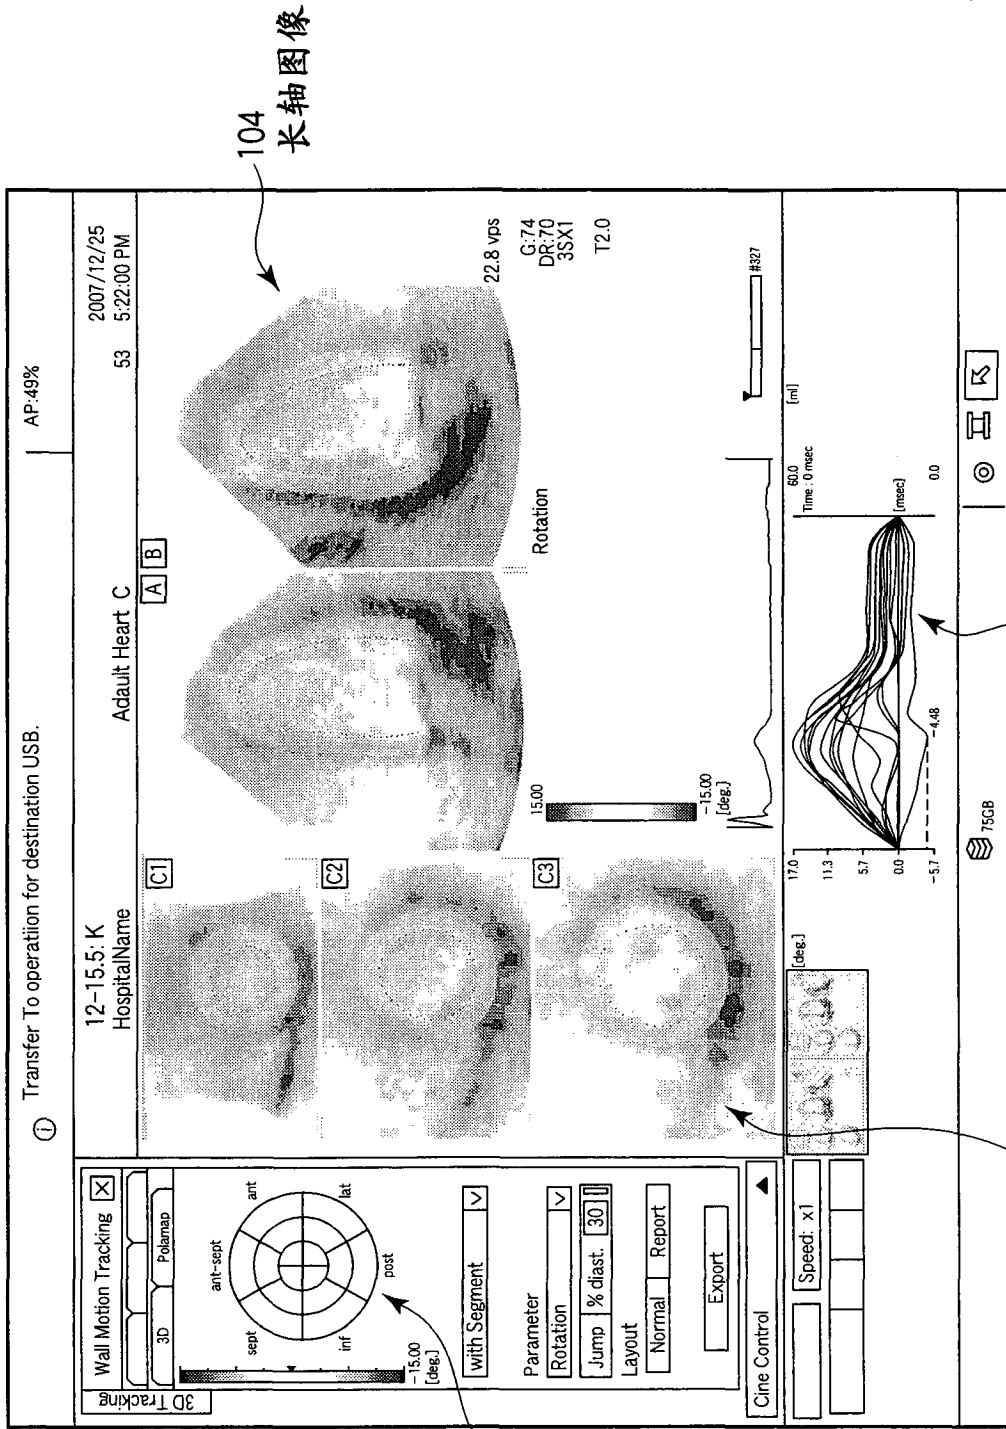 104
长轴图像
ⓘ Transfer To operatiion for destination USB.
AP:49%
12-15.5: K
HospitalName
Adault Heart C
53
2007/12/25
5:22:00 PM
Wall Motion Tracking
3D Tracking
3D
Polamap
ant-sept
ant
sept
lat
inf
post
-15.00
[deg.]
with Segment
Parameter
Rotation
Jump
% diast.
30
Layout
Normal
Report
Export
Cine Control
Speed: x1
C1
C2
C3
A
B
22.8 vps
G:74
DR:70
3SX1
T2.0
Rotation
15.00
-15.00
[deg.]
#327
[deg.]
17.0
11.3
5.7
0.0
-5.7
-4.48
[ml]
60.0
Time : 0 msec
[msec]
0.0
75GB